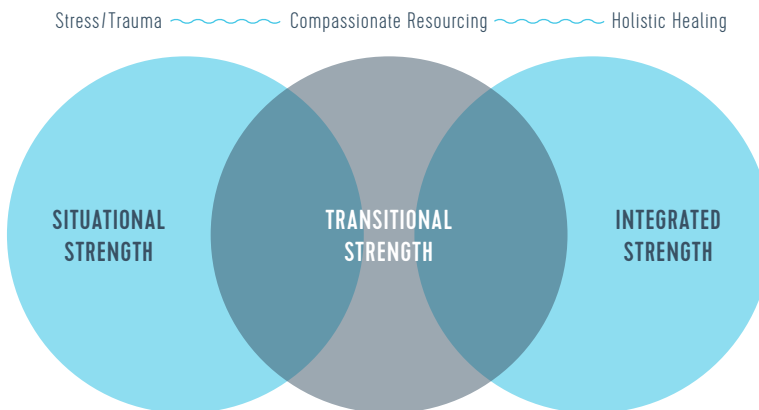 Stress/Trauma Compassionate Resourcing Holistic Healing
SITUATIONAL
STRENGTH
TRANSITIONAL
STRENGTH
INTEGRATED
STRENGTH